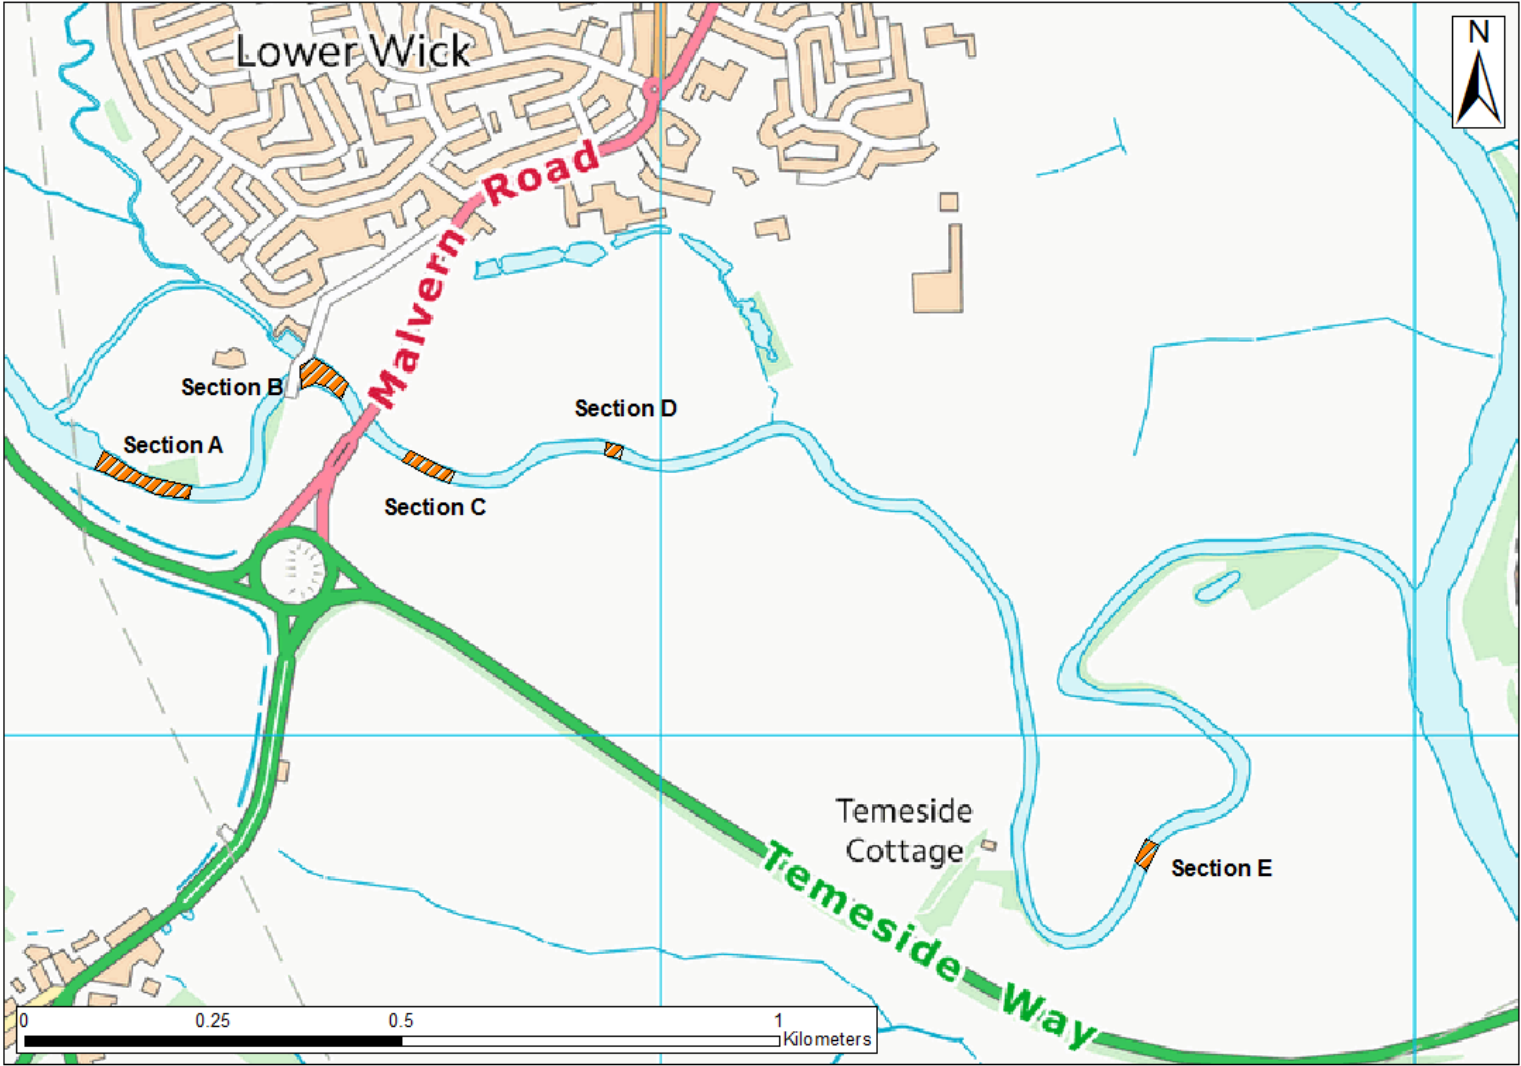 Lower Wick
N
Malvern Road
Section B
Section D
Section A
Section C
Temeside
Cottage
Section E
Temeside Way
0 0.25 0.5 1
Kilometers